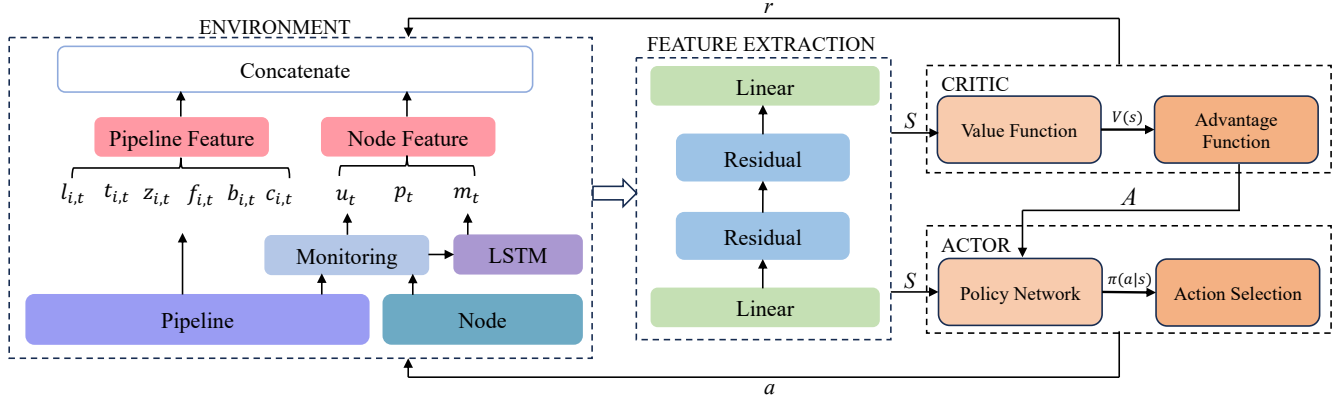 r
ENVIRONMENT
Concatenate
Pipeline Feature
Node Feature
l_{i,t} t_{i,t} z_{i,t} f_{i,t} b_{i,t} c_{i,t}
u_t p_t m_t
Monitoring
LSTM
Pipeline
Node
FEATURE EXTRACTION
Linear
Residual
Residual
Linear
S
S
CRITIC
Value Function
V(s)
Advantage
Function
A
ACTOR
Policy Network
π(a|s)
Action Selection
a